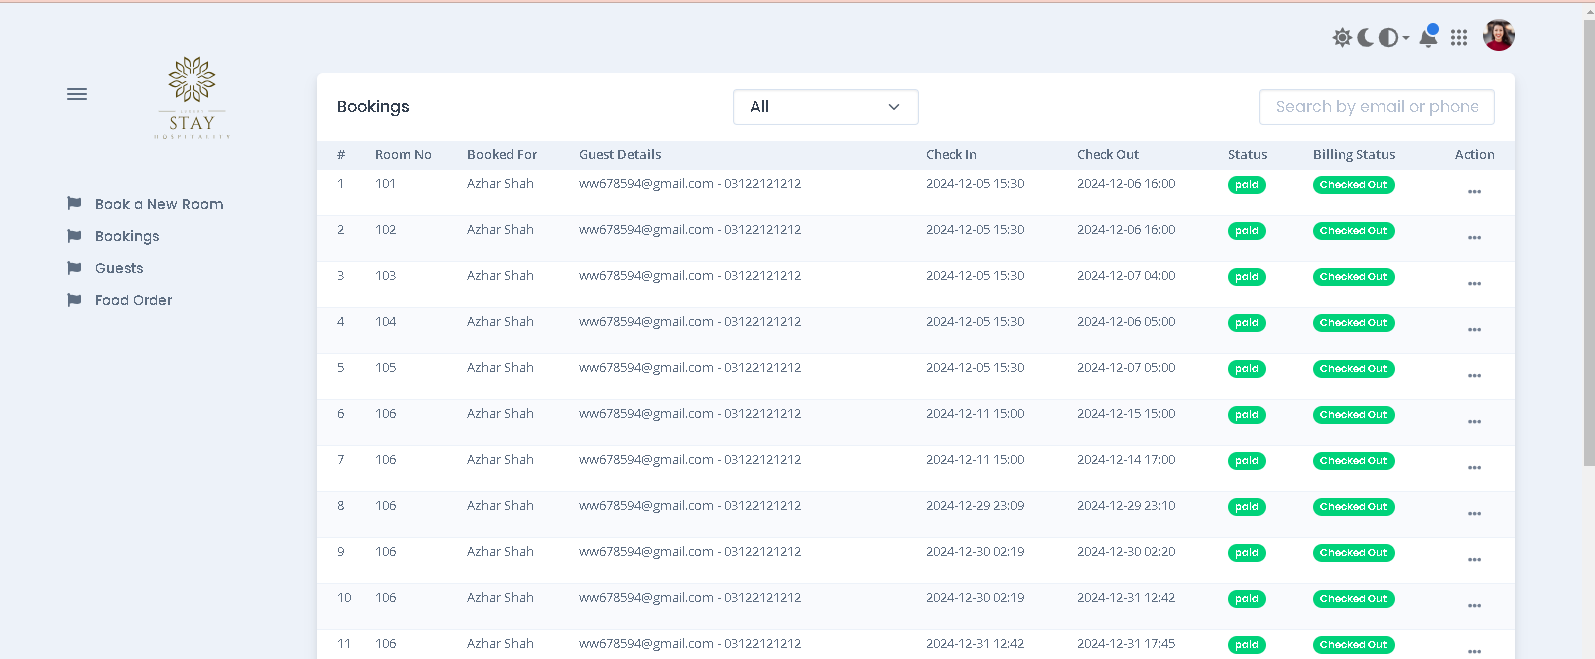 STAY
HOSPITALITY
Book a New Room
Bookings
Guests
Food Order
Bookings All Search by email or phone
# Room No Booked For Guest Details Check In Check Out Status Billing Status Action
1 101 Azhar Shah ww678594@gmail.com - 03122121212 2024-12-05 15:30 2024-12-06 16:00 paid Checked Out
2 102 Azhar Shah ww678594@gmail.com - 03122121212 2024-12-05 15:30 2024-12-06 16:00 paid Checked Out
3 103 Azhar Shah ww678594@gmail.com - 03122121212 2024-12-05 15:30 2024-12-07 04:00 paid Checked Out
4 104 Azhar Shah ww678594@gmail.com - 03122121212 2024-12-05 15:30 2024-12-06 05:00 paid Checked Out
5 105 Azhar Shah ww678594@gmail.com - 03122121212 2024-12-05 15:30 2024-12-07 05:00 paid Checked Out
6 106 Azhar Shah ww678594@gmail.com - 03122121212 2024-12-11 15:00 2024-12-15 15:00 paid Checked Out
7 106 Azhar Shah ww678594@gmail.com - 03122121212 2024-12-11 15:00 2024-12-14 17:00 paid Checked Out
8 106 Azhar Shah ww678594@gmail.com - 03122121212 2024-12-29 23:09 2024-12-29 23:10 paid Checked Out
9 106 Azhar Shah ww678594@gmail.com - 03122121212 2024-12-30 02:19 2024-12-30 02:20 paid Checked Out
10 106 Azhar Shah ww678594@gmail.com - 03122121212 2024-12-30 02:19 2024-12-31 12:42 paid Checked Out
11 106 Azhar Shah ww678594@gmail.com - 03122121212 2024-12-31 12:42 2024-12-31 17:45 paid Checked Out